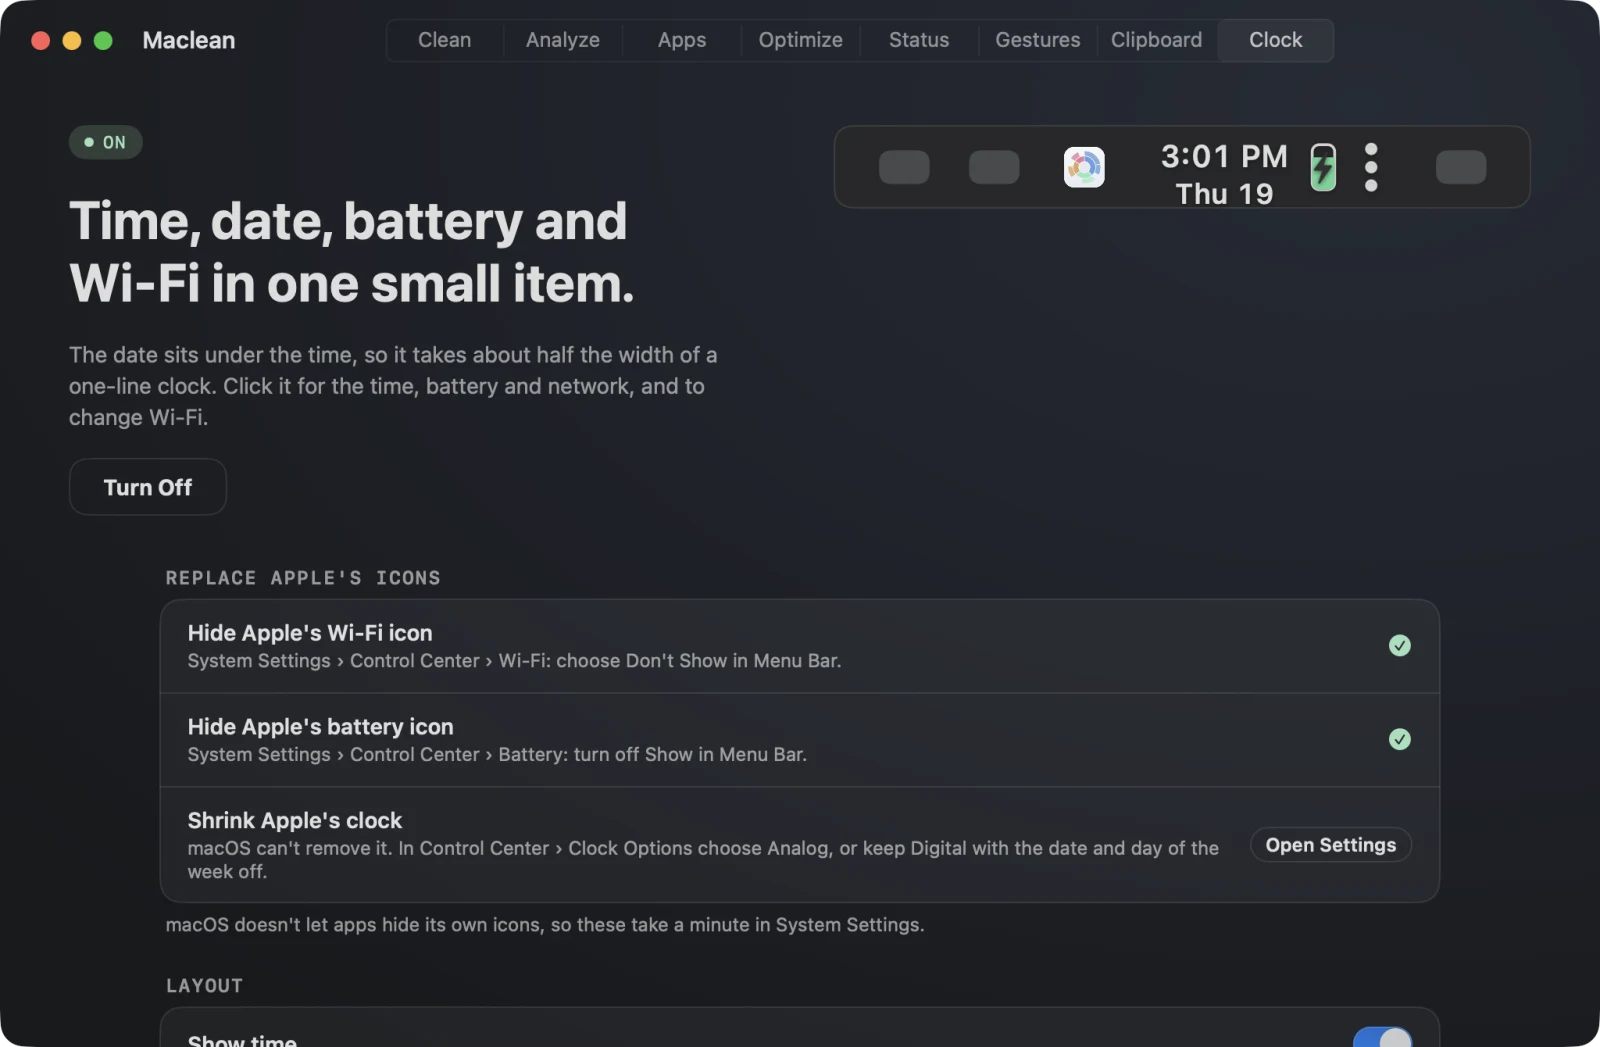 Maclean
Clean
Analyze
Apps
Optimize
Status
Gestures
Clipboard
Clock
ON
3:01 PM
Thu 19
Time, date, battery and
Wi-Fi in one small item.
The date sits under the time, so it takes about half the width of a
one-line clock. Click it for the time, battery and network, and to
change Wi-Fi.
Turn Off
REPLACE APPLE'S ICONS
Hide Apple's Wi-Fi icon
System Settings › Control Center › Wi-Fi: choose Don't Show in Menu Bar.
Hide Apple's battery icon
System Settings › Control Center › Battery: turn off Show in Menu Bar.
Shrink Apple's clock
macOS can't remove it. In Control Center › Clock Options choose Analog, or keep Digital with the date and day of the
week off.
Open Settings
macOS doesn't let apps hide its own icons, so these take a minute in System Settings.
LAYOUT
Show time